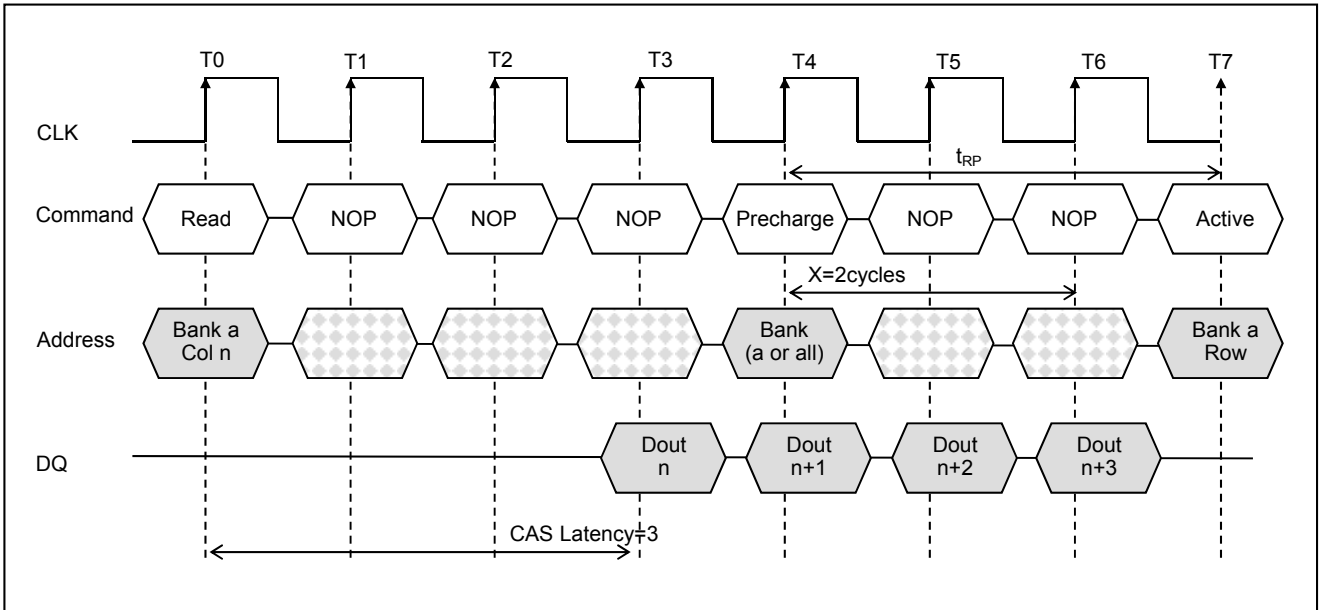 T0 T1 T2 T3 T4 T5 T6 T7
CLK
tRP
Command Read NOP NOP NOP Precharge NOP NOP Active
X=2cycles
Address Bank a Col n Bank (a or all) Bank a Row
DQ Dout n Dout n+1 Dout n+2 Dout n+3
CAS Latency=3